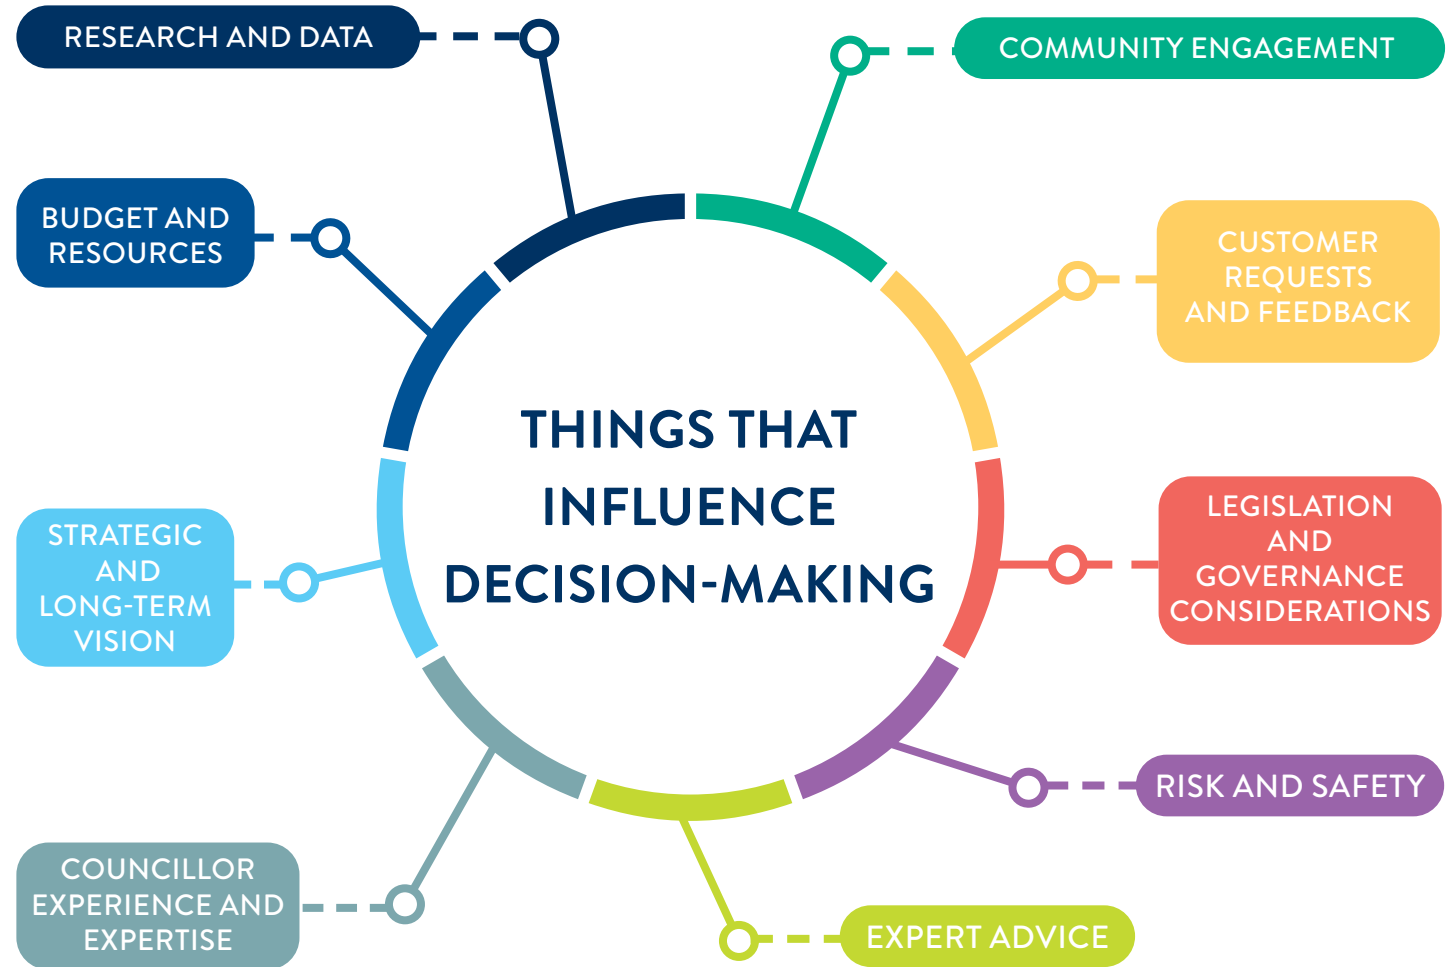 RESEARCH AND DATA
COMMUNITY ENGAGEMENT
BUDGET AND
RESOURCES
CUSTOMER
REQUESTS
AND FEEDBACK
THINGS THAT
INFLUENCE
DECISION-MAKING
STRATEGIC
AND
LONG-TERM
VISION
LEGISLATION
AND
GOVERNANCE
CONSIDERATIONS
RISK AND SAFETY
COUNCILLOR
EXPERIENCE AND
EXPERTISE
EXPERT ADVICE